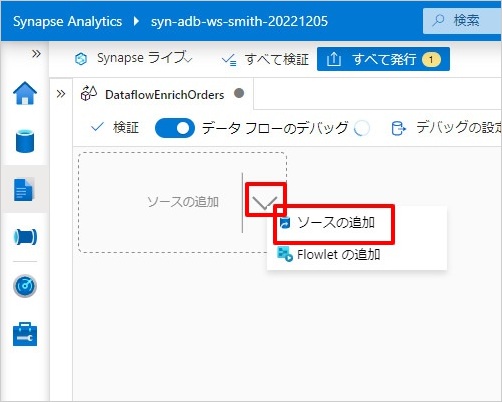 Synapse Analytics ▸ syn-adb-ws-smith-20221205 検索
Synapse ライブ すべて検証 すべて発行 1
DataflowEnrichOrders
検証 データ フローのデバッグ デバッグの設定
ソースの追加
ソースの追加
Flowlet の追加